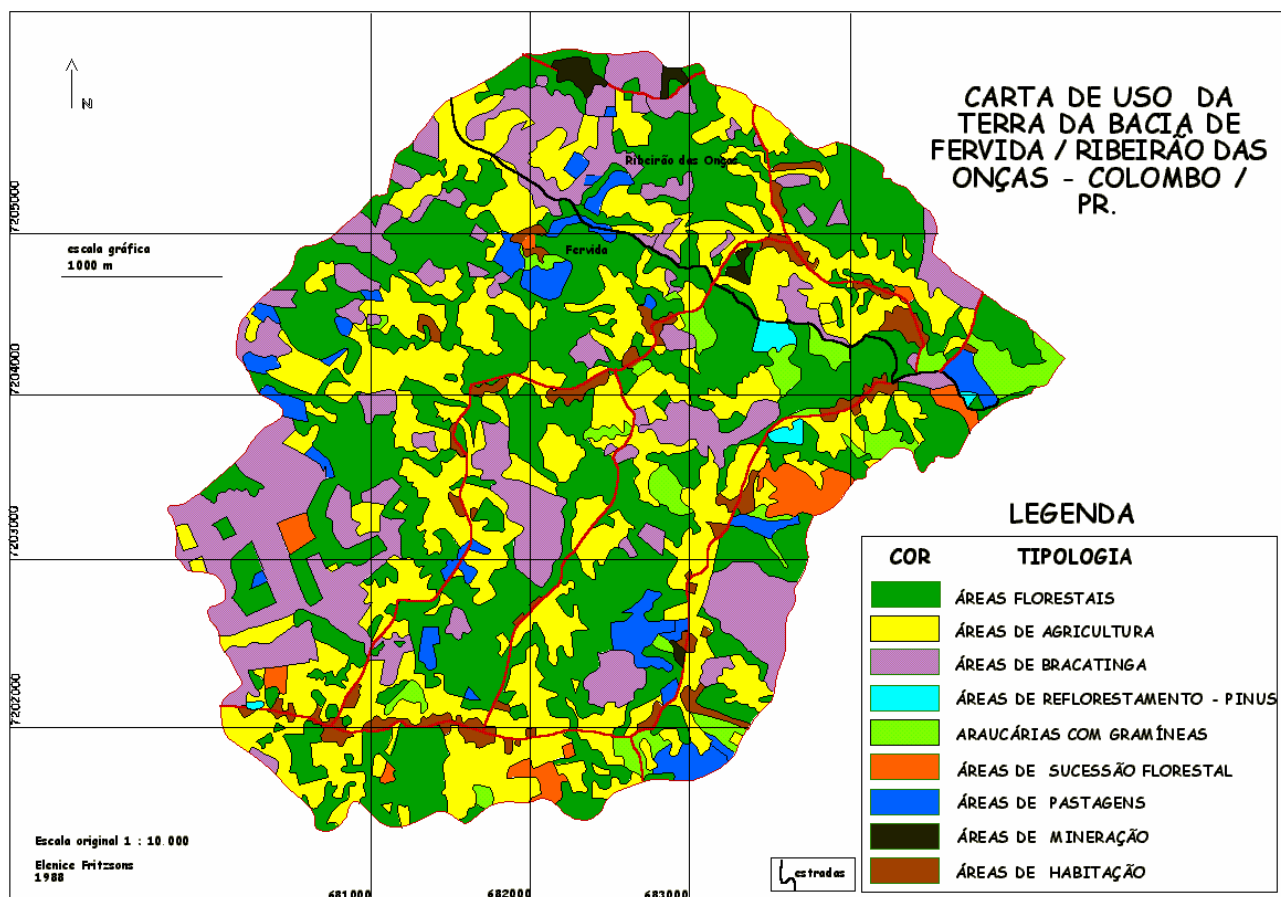 CARTA DE USO DA
TERRA DA BACIA DE
FERVIDA / RIBEIRÃO DAS
ONÇAS - COLOMBO /
PR.
N
Ribeirão das Onças
7205000
escala gráfica
1000 m
Fervida
7204000
7203000
7202000
LEGENDA
COR TIPOLOGIA
ÁREAS FLORESTAIS
ÁREAS DE AGRICULTURA
ÁREAS DE BRACATINGA
ÁREAS DE REFLORESTAMENTO - PINUS
ARAUCÁRIAS COM GRAMÍNEAS
ÁREAS DE SUCESSÃO FLORESTAL
ÁREAS DE PASTAGENS
ÁREAS DE MINERAÇÃO
ÁREAS DE HABITAÇÃO
Escala original 1 : 10.000
Elenice Fritzsons
1988
estradas
681000 682000 683000